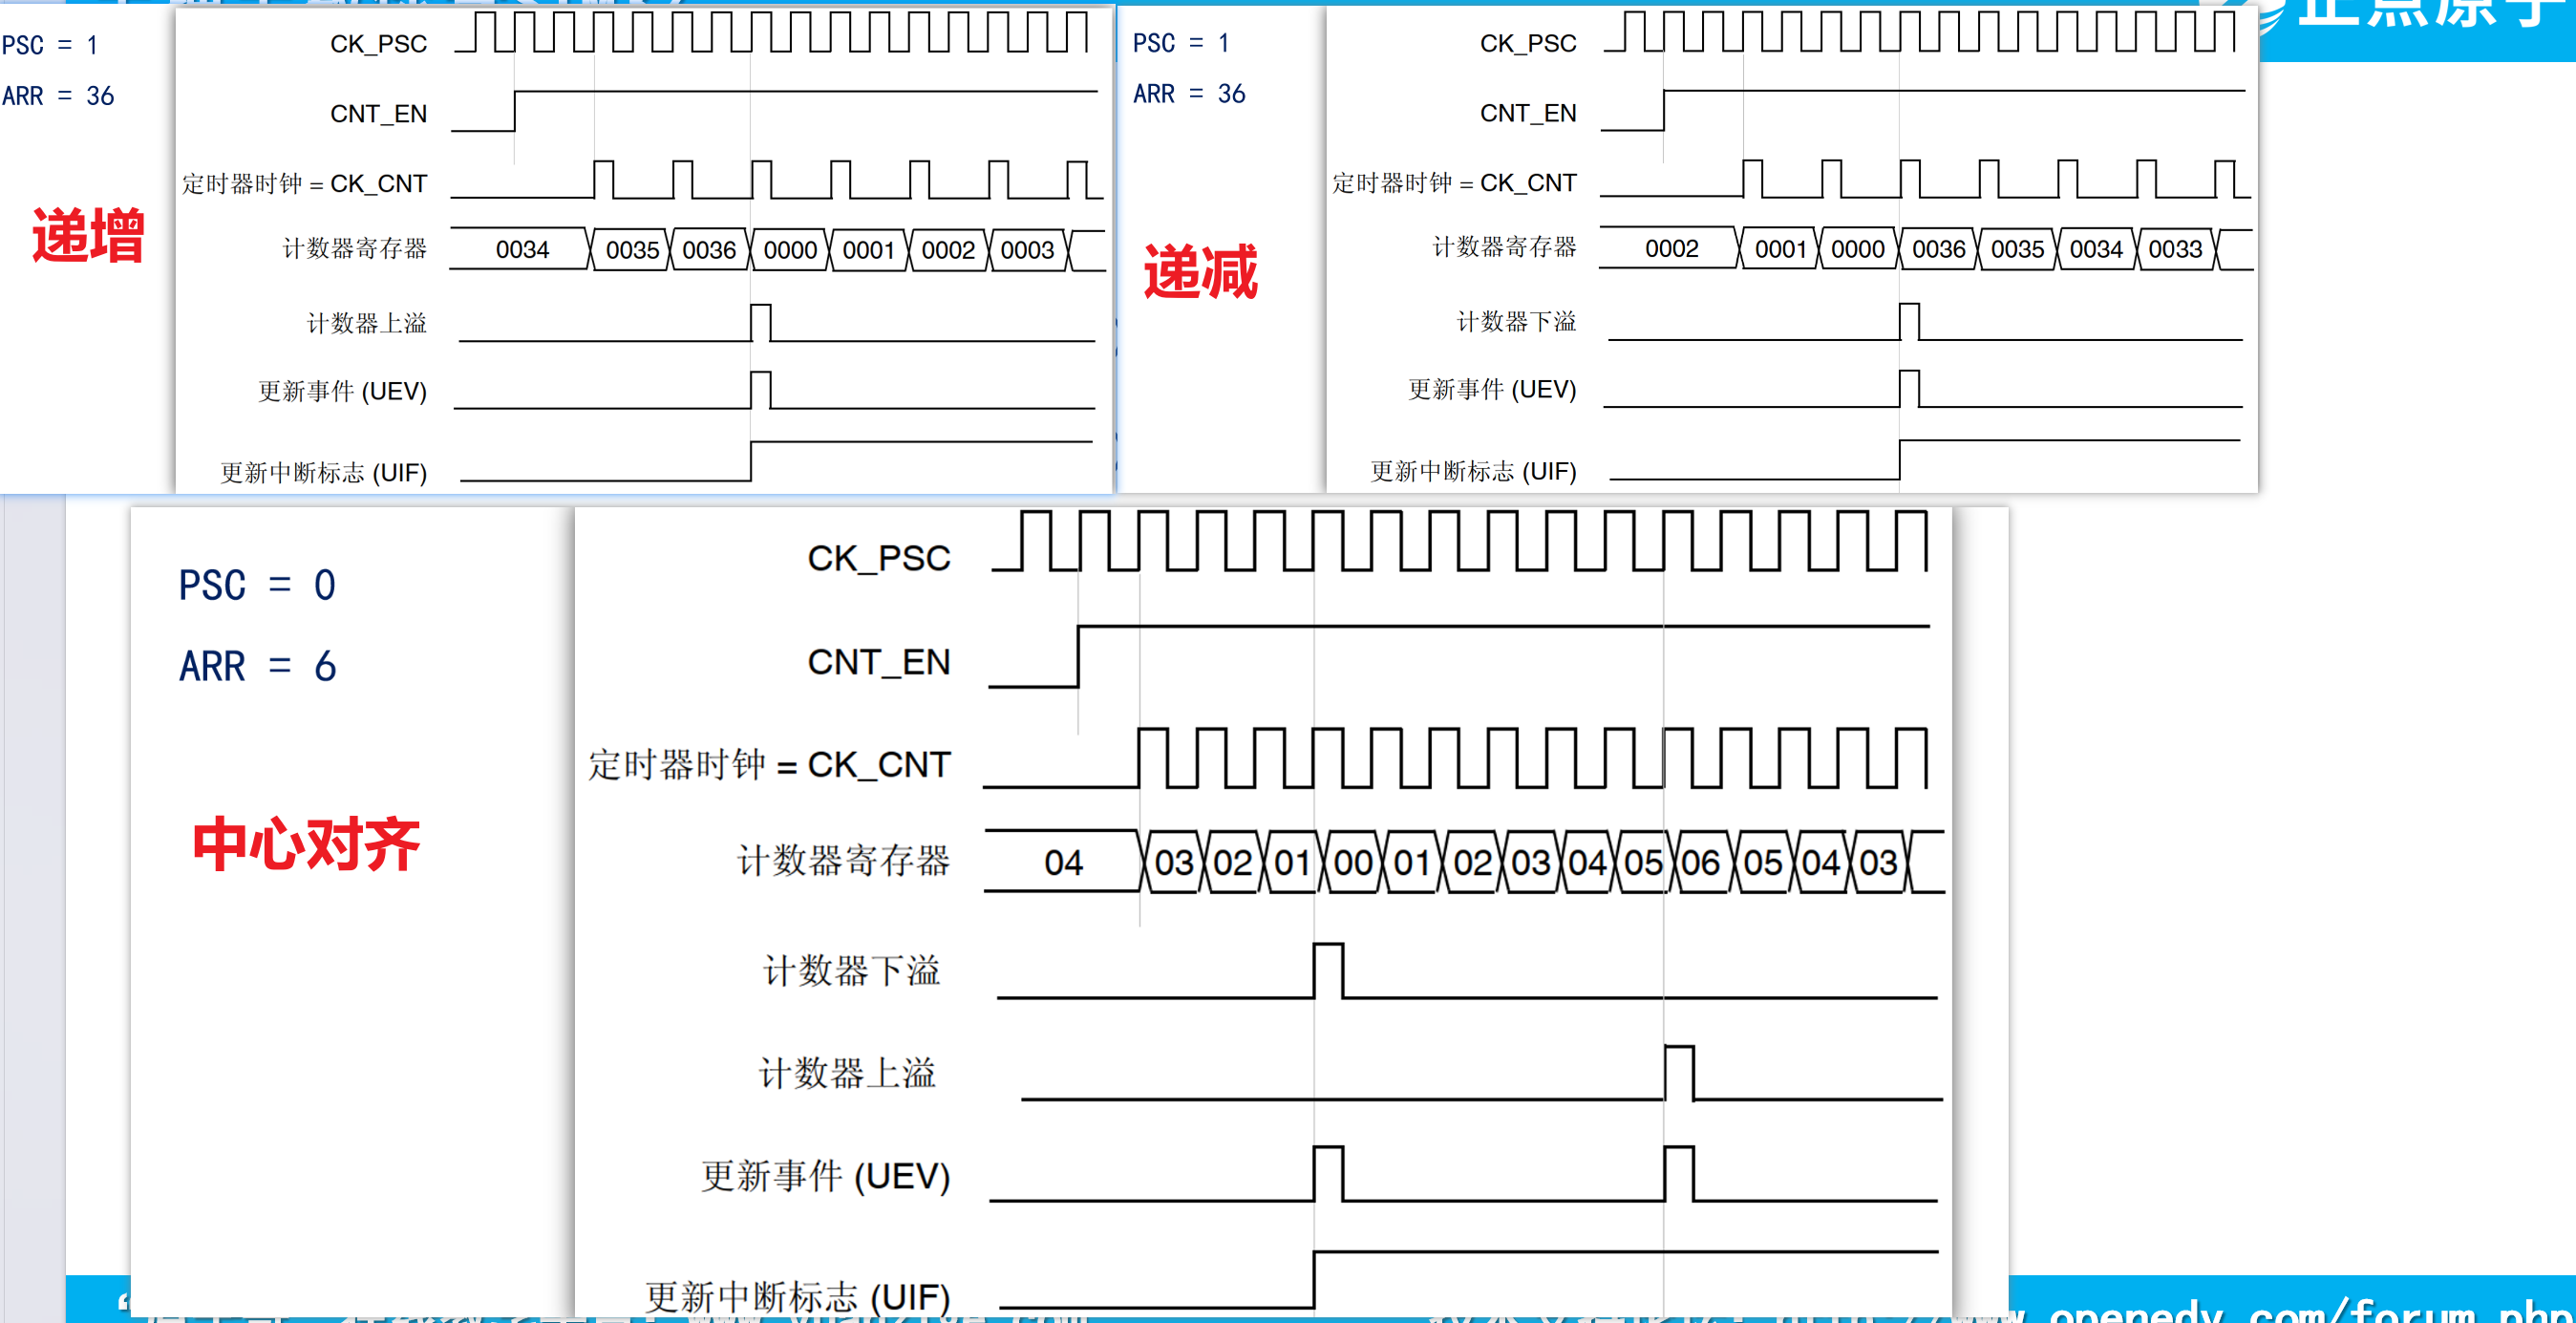 正点原子
PSC = 1
ARR = 36
递增
CK_PSC
CNT_EN
定时器时钟 = CK_CNT
计数器寄存器
0034 0035 0036 0000 0001 0002 0003
计数器上溢
更新事件 (UEV)
更新中断标志 (UIF)
PSC = 1
ARR = 36
递减
CK_PSC
CNT_EN
定时器时钟 = CK_CNT
计数器寄存器
0002 0001 0000 0036 0035 0034 0033
计数器下溢
更新事件 (UEV)
更新中断标志 (UIF)
PSC = 0
ARR = 6
中心对齐
CK_PSC
CNT_EN
定时器时钟 = CK_CNT
计数器寄存器
04 03 02 01 00 01 02 03 04 05 06 05 04 03
计数器下溢
计数器上溢
更新事件 (UEV)
更新中断标志 (UIF)
openedv.com/forum.php